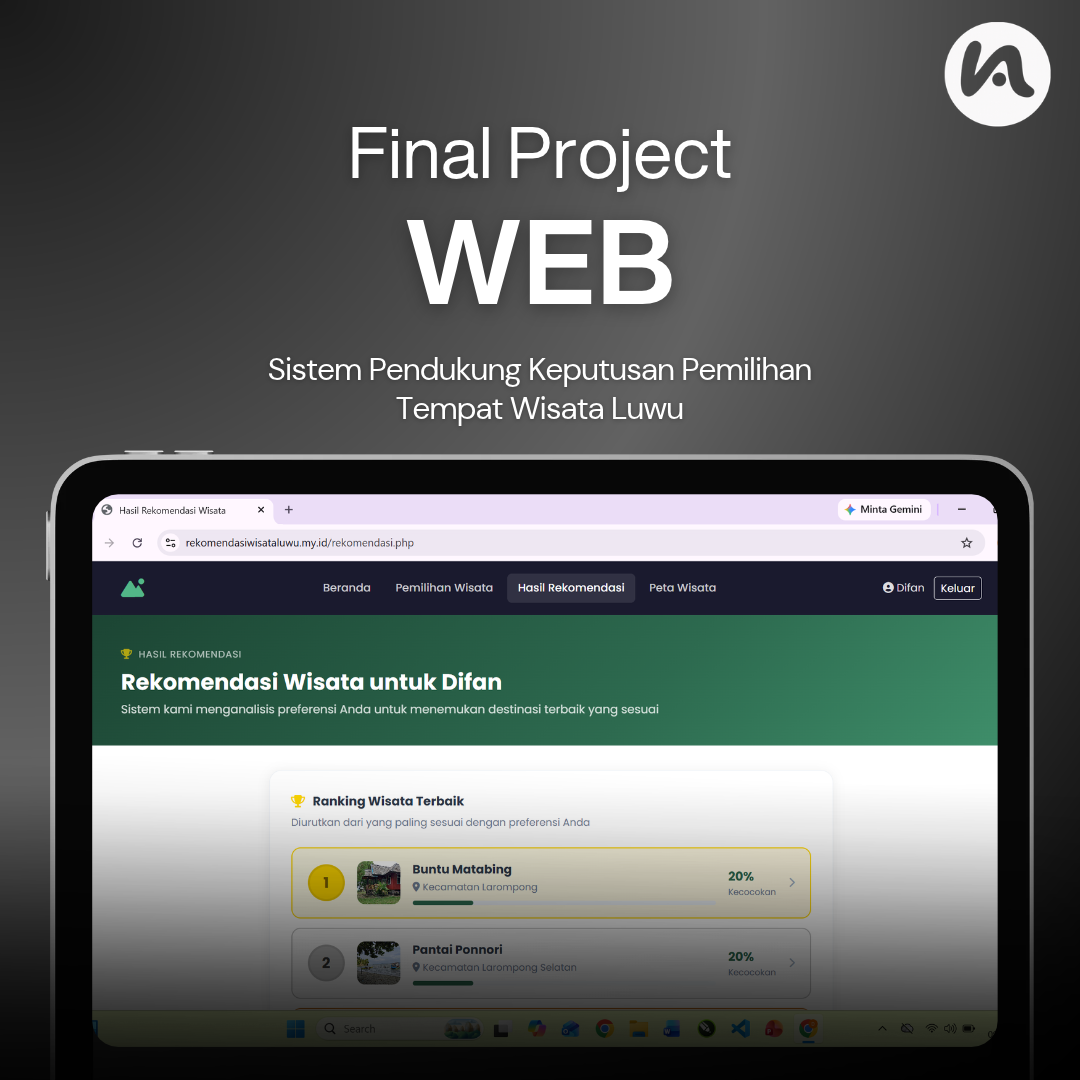 Final Project
WEB
Sistem Pendukung Keputusan Pemilihan
Tempat Wisata Luwu
Hasil Rekomendasi Wisata
Minta Gemini
rekomendasiwisataluwu.my.id/rekomendasi.php
Beranda Pemilihan Wisata Hasil Rekomendasi Peta Wisata Difan Keluar
HASIL REKOMENDASI
Rekomendasi Wisata untuk Difan
Sistem kami menganalisis preferensi Anda untuk menemukan destinasi terbaik yang sesuai
Ranking Wisata Terbaik
Diurutkan dari yang paling sesuai dengan preferensi Anda
1
Buntu Matabing
Kecamatan Larompong
20%
Kecocokan
2
Pantai Ponnori
Kecamatan Larompong Selatan
20%
Kecocokan
Search